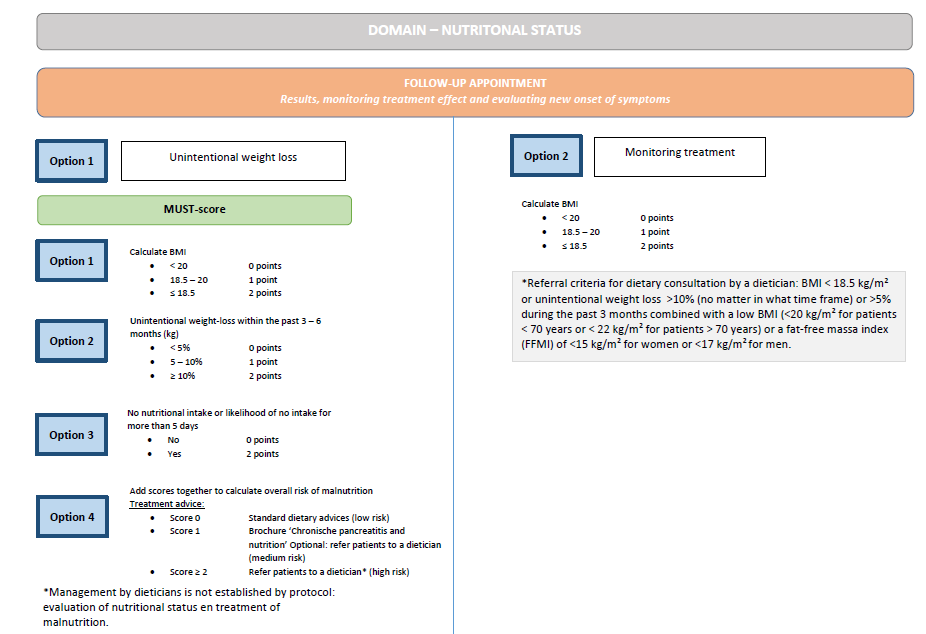 DOMAIN – NUTRITONAL STATUS
FOLLOW-UP APPOINTMENT
Results, monitoring treatment effect and evaluating new onset of symptoms
Option 1
Unintentional weight loss
MUST-score
Option 1
Calculate BMI
• < 20 0 points
• 18.5 – 20 1 point
• ≤ 18.5 2 points
Option 2
Unintentional weight-loss within the past 3 – 6
months (kg)
• < 5% 0 points
• 5 – 10% 1 point
• ≥ 10% 2 points
Option 3
No nutritional intake or likelihood of no intake for
more than 5 days
• No 0 points
• Yes 2 points
Option 4
Add scores together to calculate overall risk of malnutrition
Treatment advice:
• Score 0 Standard dietary advices (low risk)
• Score 1 Brochure ‘Chronische pancreatitis and
nutrition’ Optional: refer patients to a dietician
(medium risk)
• Score ≥ 2 Refer patients to a dietician* (high risk)
*Management by dieticians is not established by protocol:
evaluation of nutritional status en treatment of
malnutrition.
Option 2
Monitoring treatment
Calculate BMI
• < 20 0 points
• 18.5 – 20 1 point
• ≤ 18.5 2 points
*Referral criteria for dietary consultation by a dietician: BMI < 18.5 kg/m²
or unintentional weight loss >10% (no matter in what time frame) or >5%
during the past 3 months combined with a low BMI (<20 kg/m² for patients
< 70 years or < 22 kg/m² for patients > 70 years) or a fat-free massa index
(FFMI) of <15 kg/m² for women or <17 kg/m² for men.